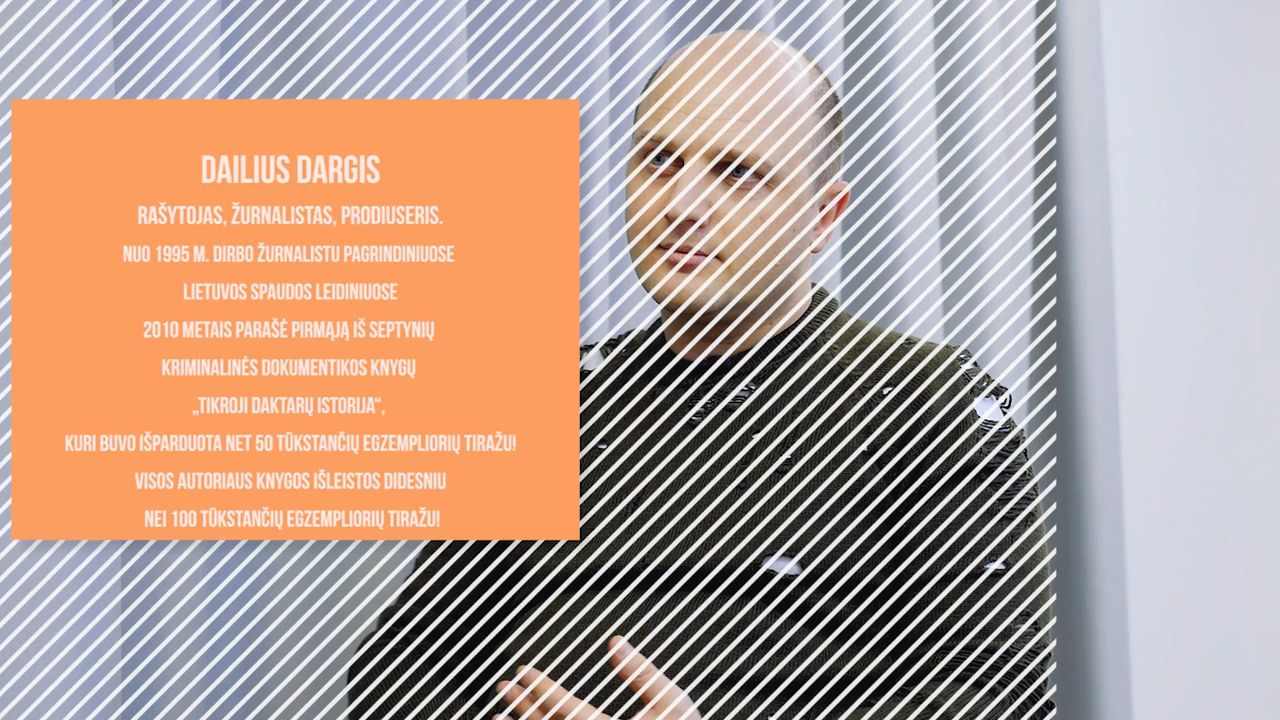 DAILIUS DARGIS
RAŠYTOJAS, ŽURNALISTAS, PRODIUSERIS.
NUO 1995 M. DIRBO ŽURNALISTU PAGRINDINIUOSE
LIETUVOS SPAUDOS LEIDINIUOSE
2010 METAIS PARAŠĖ PIRMĄJĄ IŠ SEPTYNIŲ
KRIMINALINĖS DOKUMENTIKOS KNYGŲ
„TIKROJI DAKTARŲ ISTORIJA“,
KURI BUVO IŠPARDUOTA NET 50 TŪKSTANČIŲ EGZEMPLIORIŲ TIRAŽU!
VISOS AUTORIAUS KNYGOS IŠLEISTOS DIDESNIU
NEI 100 TŪKSTANČIŲ EGZEMPLIORIŲ TIRAŽU!